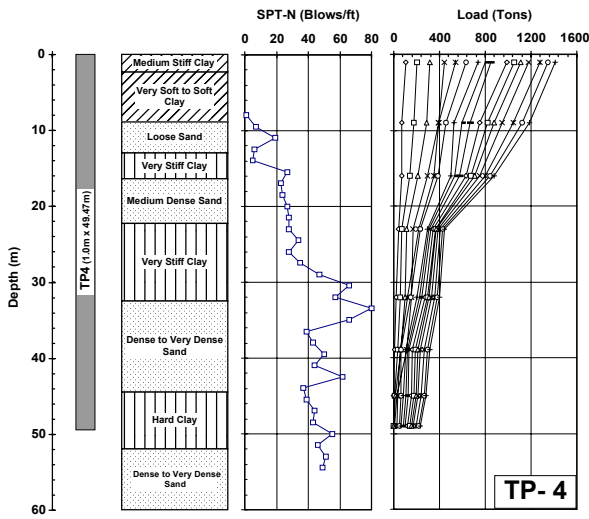 SPT-N (Blows/ft)
Load (Tons)
0 20 40 60 80
0 400 800 1200 1600
Depth (m)
0
10
20
30
40
50
60
TP4 (1.0m x 49.47m)
Medium Stiff Clay
Very Soft to Soft
Clay
Loose Sand
Very Stiff Clay
Medium Dense Sand
Very Stiff Clay
Dense to Very Dense
Sand
Hard Clay
Dense to Very Dense
Sand
TP- 4